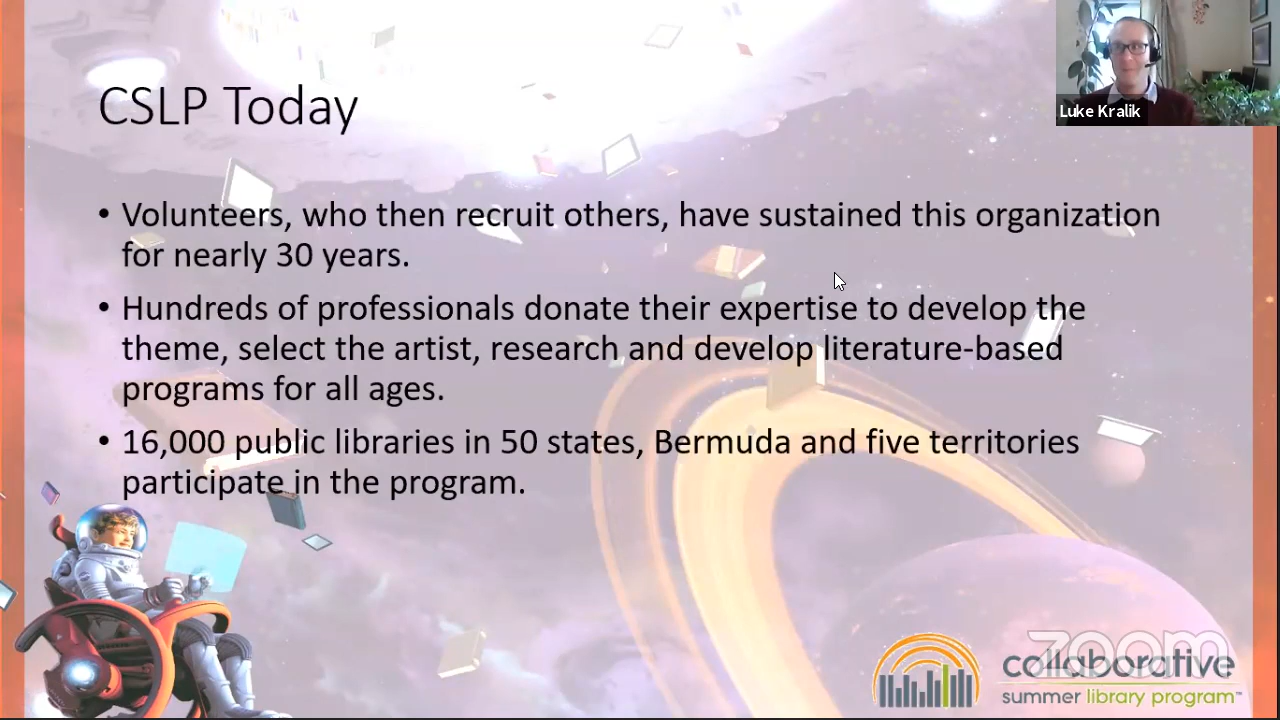 Luke Kralik
CSLP Today
• Volunteers, who then recruit others, have sustained this organization
for nearly 30 years.
• Hundreds of professionals donate their expertise to develop the
theme, select the artist, research and develop literature-based
programs for all ages.
• 16,000 public libraries in 50 states, Bermuda and five territories
participate in the program.
zoom
collaborative
summer library program™